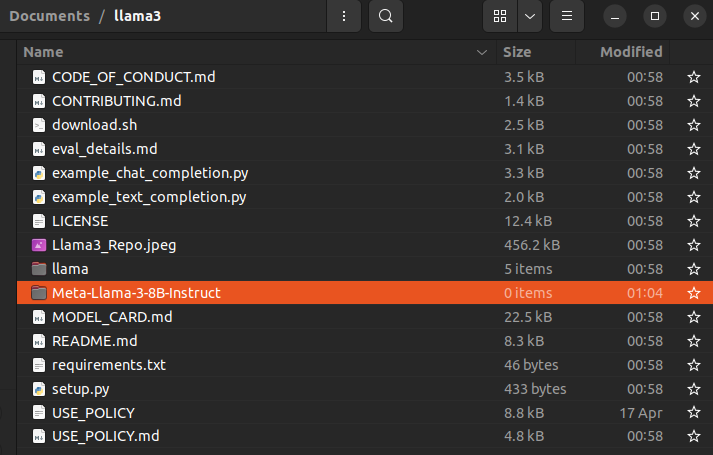 Documents / llama3
Name Size Modified
CODE_OF_CONDUCT.md 3.5 kB 00:58
CONTRIBUTING.md 1.4 kB 00:58
download.sh 2.5 kB 00:58
eval_details.md 3.1 kB 00:58
example_chat_completion.py 3.3 kB 00:58
example_text_completion.py 2.0 kB 00:58
LICENSE 12.4 kB 00:58
Llama3_Repo.jpeg 456.2 kB 00:58
llama 5 items 00:58
Meta-Llama-3-8B-Instruct 0 items 01:04
MODEL_CARD.md 22.5 kB 00:58
README.md 8.3 kB 00:58
requirements.txt 46 bytes 00:58
setup.py 433 bytes 00:58
USE_POLICY 8.8 kB 17 Apr
USE_POLICY.md 4.8 kB 00:58